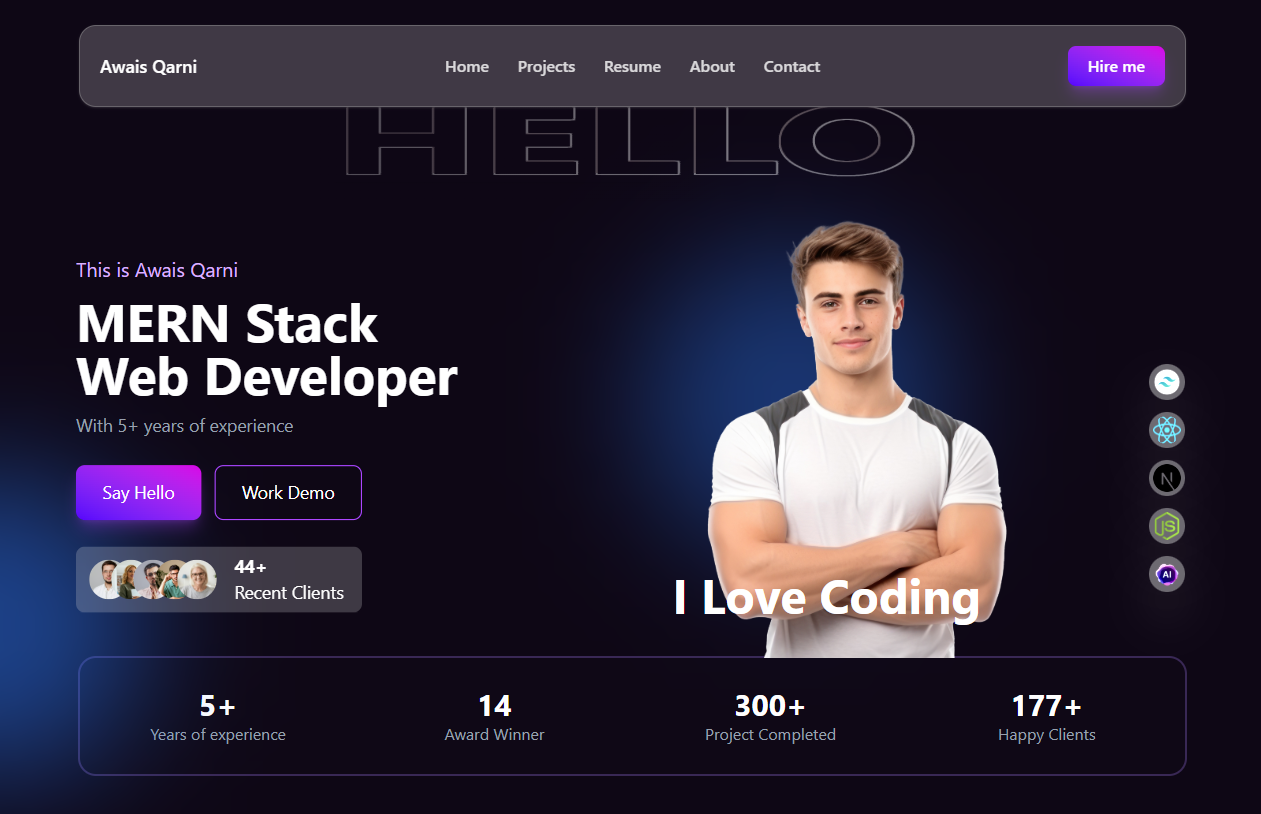 Awais Qarni
Home Projects Resume About Contact
Hire me
HELLO
This is Awais Qarni
MERN Stack
Web Developer
With 5+ years of experience
Say Hello
Work Demo
44+
Recent Clients
I Love Coding
N
JS
AI
5+
Years of experience
14
Award Winner
300+
Project Completed
177+
Happy Clients